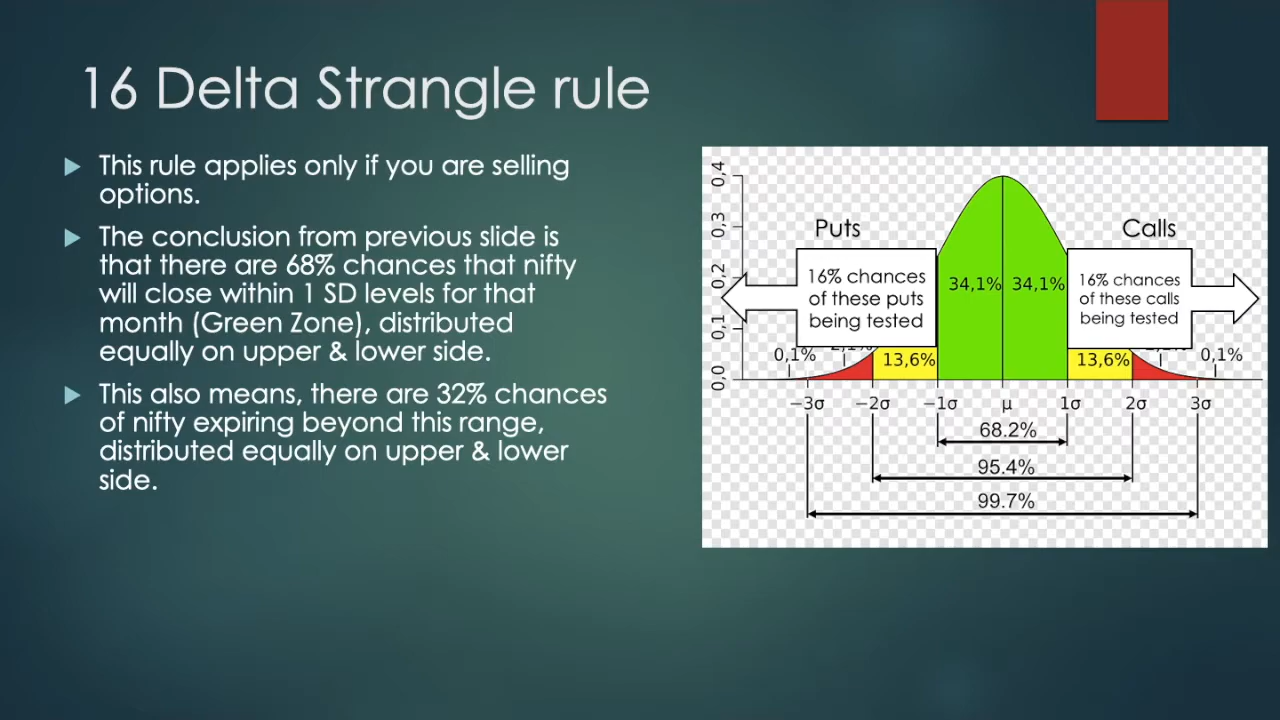 16 Delta Strangle rule
This rule applies only if you are selling
options.
The conclusion from previous slide is
that there are 68% chances that nifty
will close within 1 SD levels for that
month (Green Zone), distributed
equally on upper & lower side.
This also means, there are 32% chances
of nifty expiring beyond this range,
distributed equally on upper & lower
side.
0,4
0,3
0,2
0,1
0,0
Puts
Calls
16% chances
of these puts
being tested
34,1%
34,1%
16% chances
of these calls
being tested
0,1%
13,6%
13,6%
0,1%
−3σ
−2σ
−1σ
μ
1σ
2σ
3σ
68.2%
95.4%
99.7%